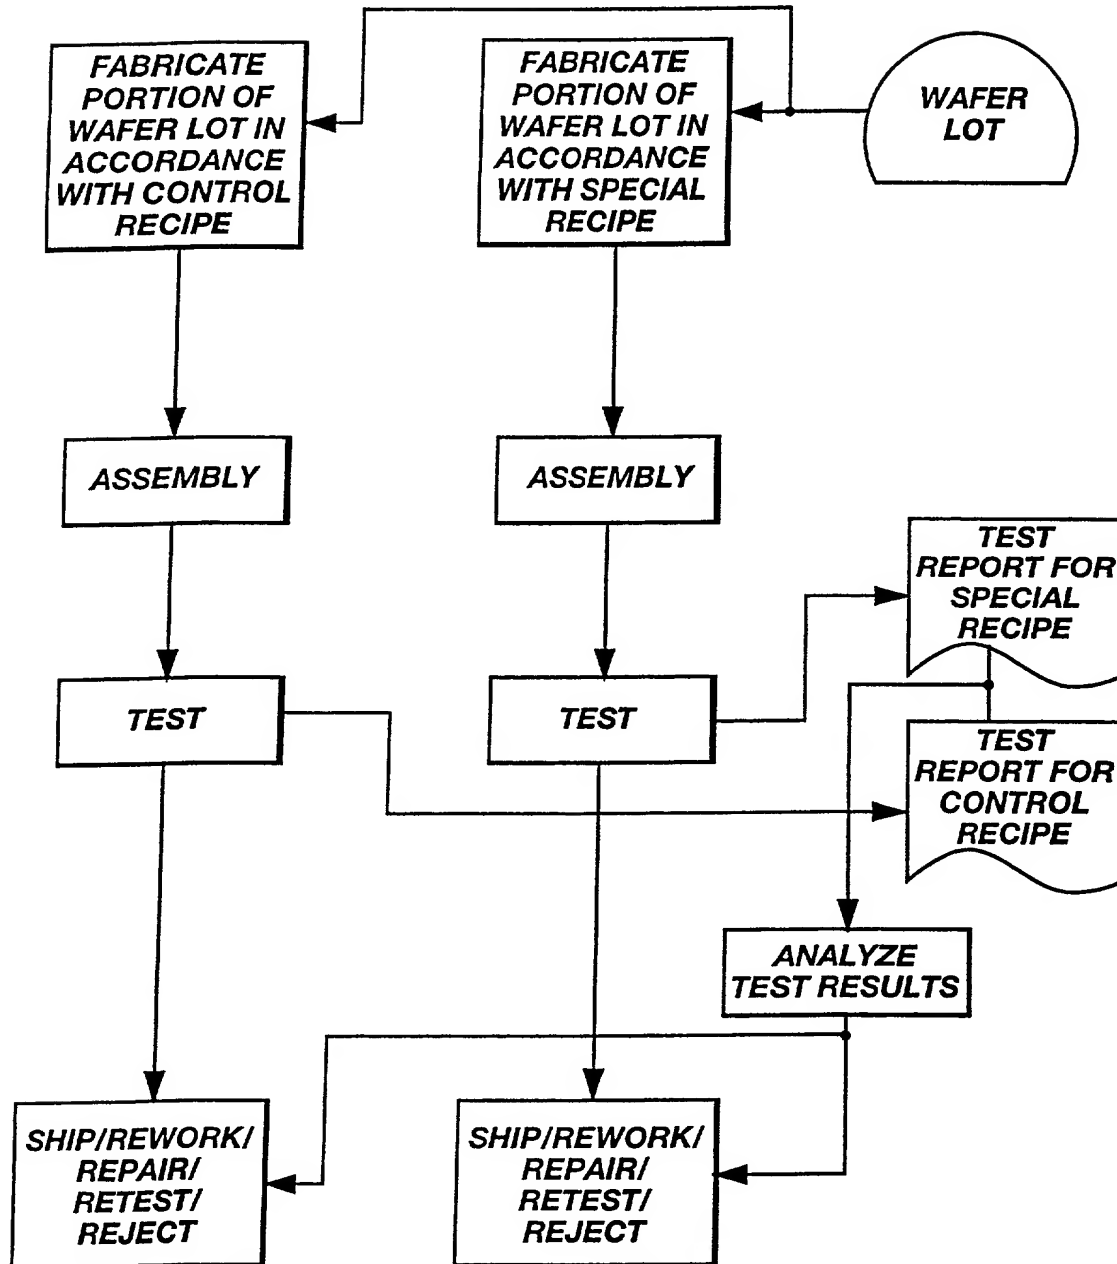 FABRICATE
PORTION OF
WAFER LOT IN
ACCORDANCE
WITH CONTROL
RECIPE
FABRICATE
PORTION OF
WAFER LOT IN
ACCORDANCE
WITH SPECIAL
RECIPE
WAFER
LOT
ASSEMBLY
ASSEMBLY
TEST
REPORT FOR
SPECIAL
RECIPE
TEST
TEST
TEST
REPORT FOR
CONTROL
RECIPE
ANALYZE
TEST RESULTS
SHIP/REWORK/
REPAIR/
RETEST/
REJECT
SHIP/REWORK/
REPAIR/
RETEST/
REJECT